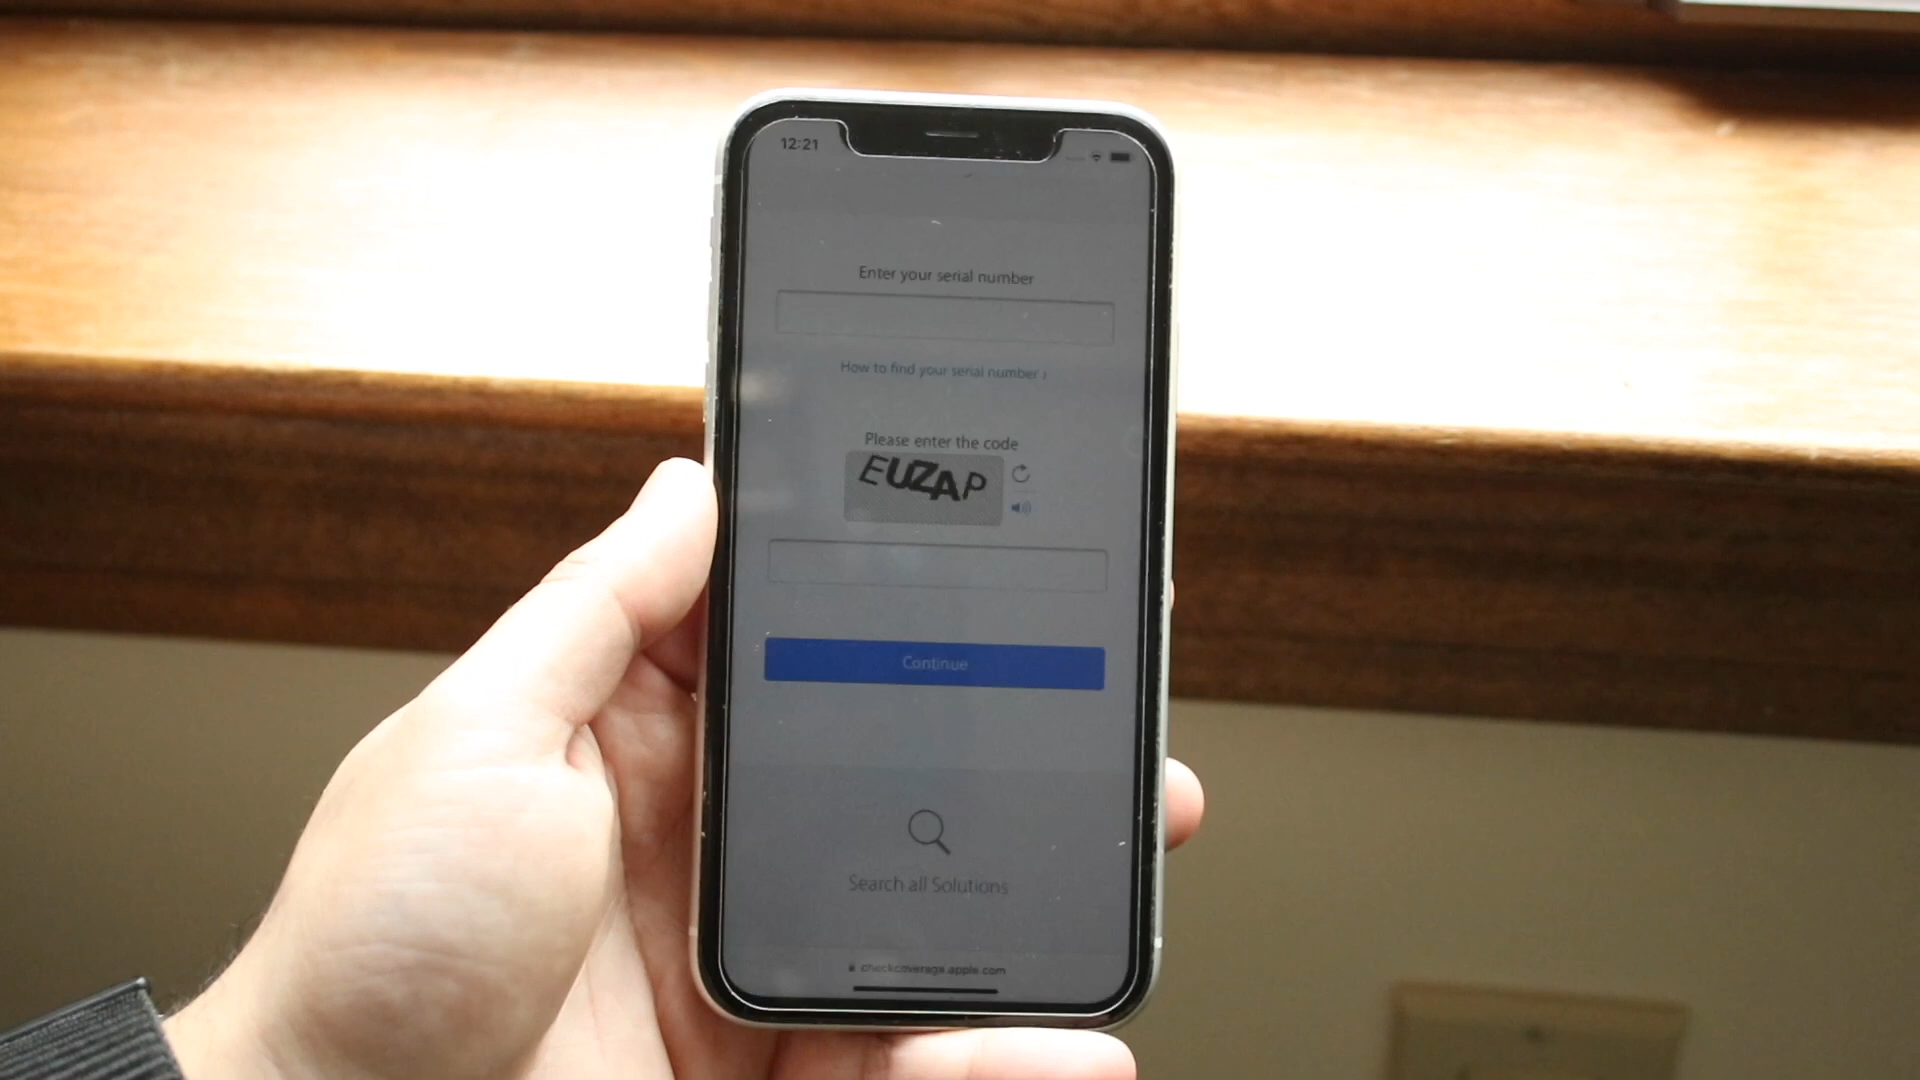 12:21
Enter your serial number
How to find your serial number ›
Please enter the code
EUZAP
Continue
Search all Solutions
checkcoverage.apple.com